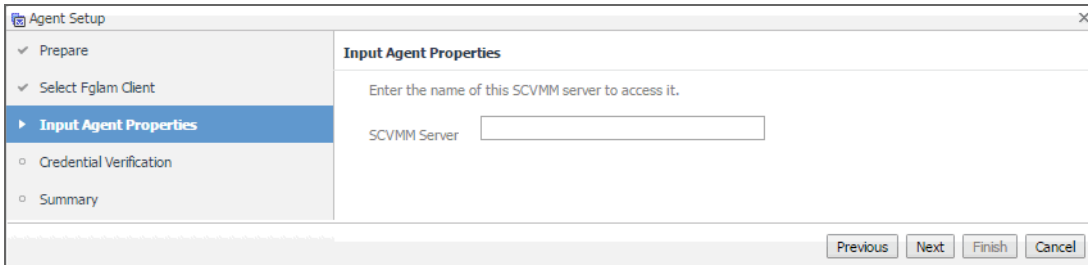 Agent Setup
Prepare
Select Fglam Client
Input Agent Properties
Credential Verification
Summary
Input Agent Properties
Enter the name of this SCVMM server to access it.
SCVMM Server
Previous Next Finish Cancel